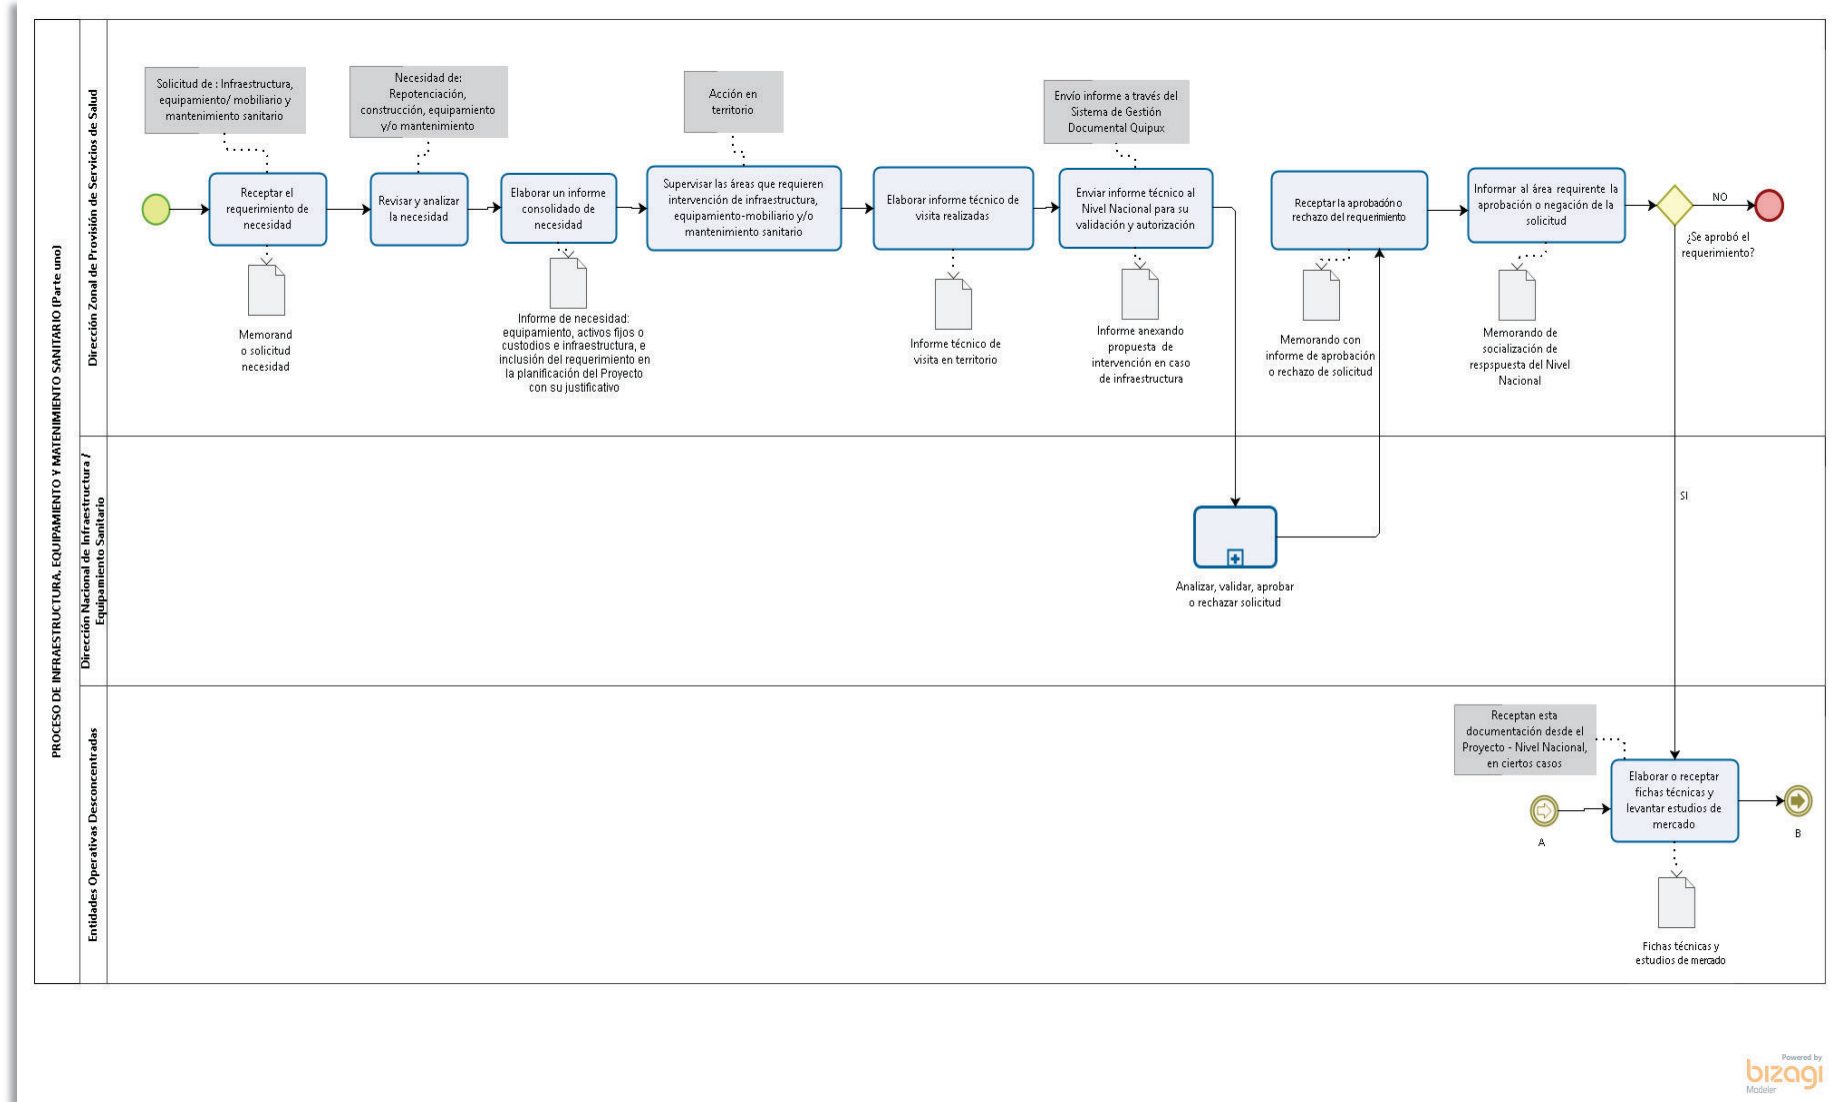 PROCESO DE INFRAESTRUCTURA, EQUIPAMIENTO Y MATENIMIENTO SANITARIO (Parte uno)
Dirección Zonal de Provisión de Servicios de Salud
Solicitud de : Infraestructura,
equipamiento/ mobiliario y
mantenimiento sanitario
Necesidad de:
Repotenciación,
construcción, equipamiento
y/o mantenimiento
Acción en
territorio
Envío informe a través del
Sistema de Gestión
Documental Quipux
Receptar el
requerimiento de
necesidad
Revisar y analizar
la necesidad
Elaborar un informe
consolidado de
necesidad
Supervisar las áreas que requieren
intervención de infraestructura,
equipamiento-mobiliario y/o
mantenimiento sanitario
Elaborar informe técnico de
visita realizadas
Enviar informe técnico al
Nivel Nacional para su
validación y autorización
Receptar la aprobación o
rechazo del requerimiento
Informar al área requirente la
aprobación o negación de la
solicitud
NO
¿Se aprobó el
requerimiento?
Memorand
o solicitud
necesidad
Informe de necesidad:
equipamiento, activos fijos o
custodios e infraestructura, e
inclusión del requerimiento en
la planificación del Proyecto
con su justificativo
Informe técnico de
visita en territorio
Informe anexando
propuesta de
intervención en caso
de infraestructura
Memorando con
informe de aprobación
o rechazo de solicitud
Memorando de
socialización de
respspuesta del Nivel
Nacional
Dirección Nacional de Infraestructura /
Equipamiento Sanitario
SI
Analizar, validar, aprobar
o rechazar solicitud
Entidades Operativas Desconcentradas
Receptan esta
documentación desde el
Proyecto - Nivel Nacional,
en ciertos casos
Elaborar o receptar
fichas técnicas y
levantar estudios de
mercado
A
B
Fichas técnicas y
estudios de mercado
Powered by
bizagi
Modeler